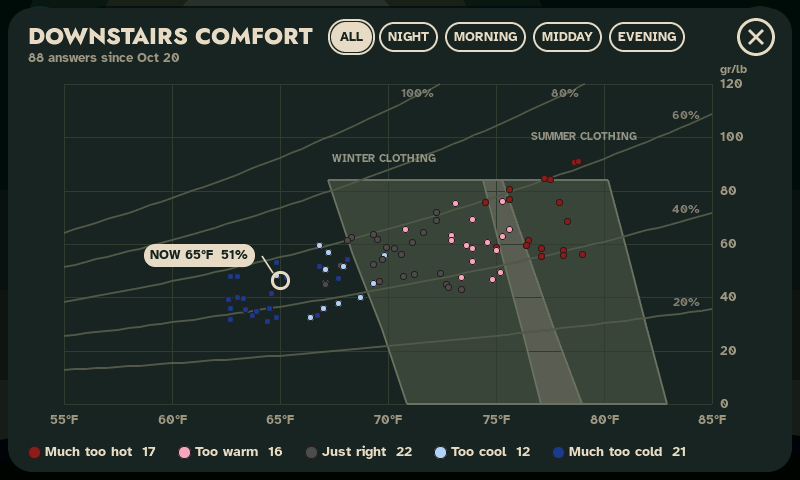 DOWNSTAIRS COMFORT
88 answers since Oct 20
ALL
NIGHT
MORNING
MIDDAY
EVENING
gr/lb
120
100
80
60
40
20
0
100%
80%
60%
40%
20%
SUMMER CLOTHING
WINTER CLOTHING
NOW 65°F 51%
55°F
60°F
65°F
70°F
75°F
80°F
85°F
Much too hot 17
Too warm 16
Just right 22
Too cool 12
Much too cold 21